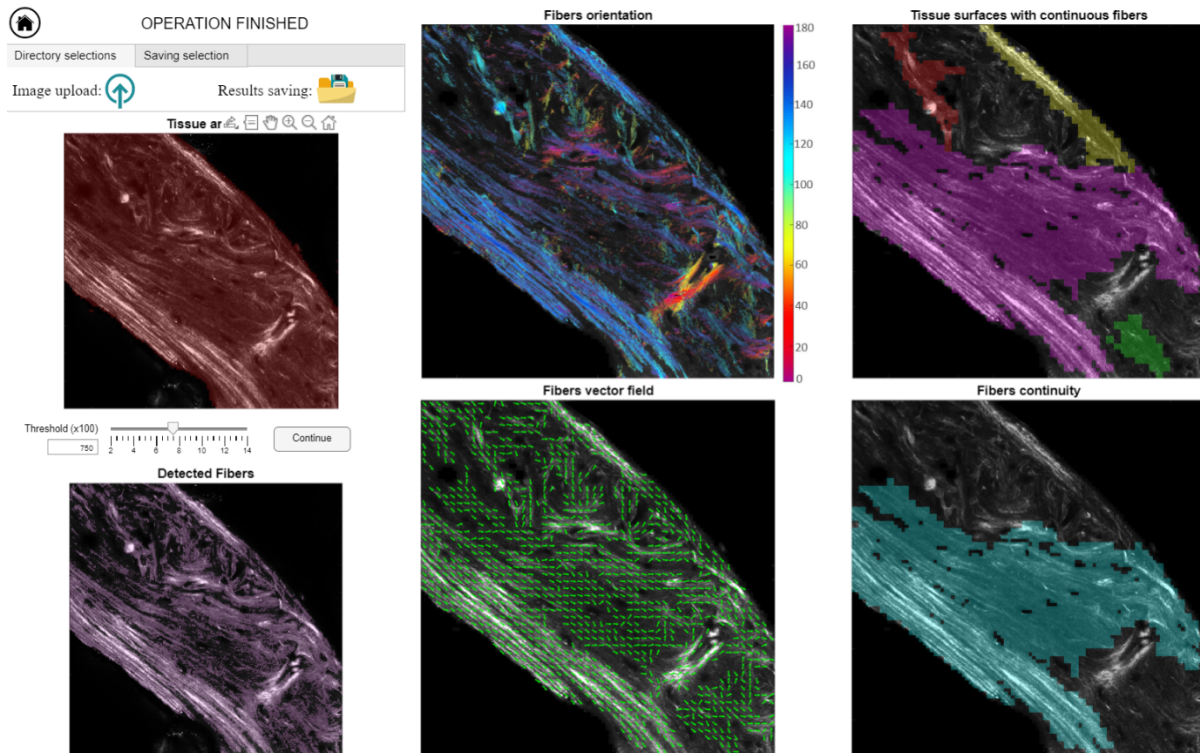 OPERATION FINISHED
Directory selections
Saving selection
Image upload:
Results saving:
Tissue ar
Threshold (x100)
750
2 4 6 8 10 12 14
Continue
Detected Fibers
Fibers orientation
180
160
140
120
100
80
60
40
20
0
Fibers vector field
Tissue surfaces with continuous fibers
Fibers continuity